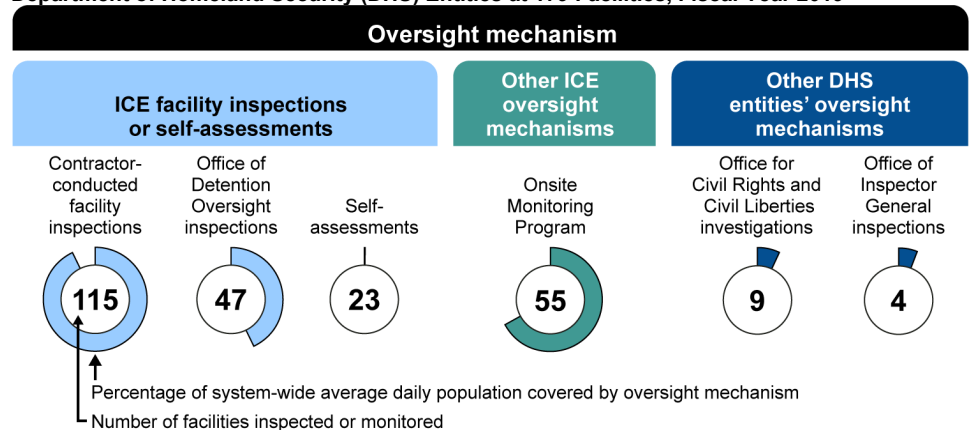 Oversight mechanism
ICE facility inspections
or self-assessments
Other ICE
oversight
mechanisms
Other DHS
entities’ oversight
mechanisms
Contractor-
conducted
facility
inspections
Office of
Detention
Oversight
inspections
Self-
assessments
Onsite
Monitoring
Program
Office for
Civil Rights and
Civil Liberties
investigations
Office of
Inspector
General
inspections
115
47
23
55
9
4
Percentage of system-wide average daily population covered by oversight mechanism
Number of facilities inspected or monitored